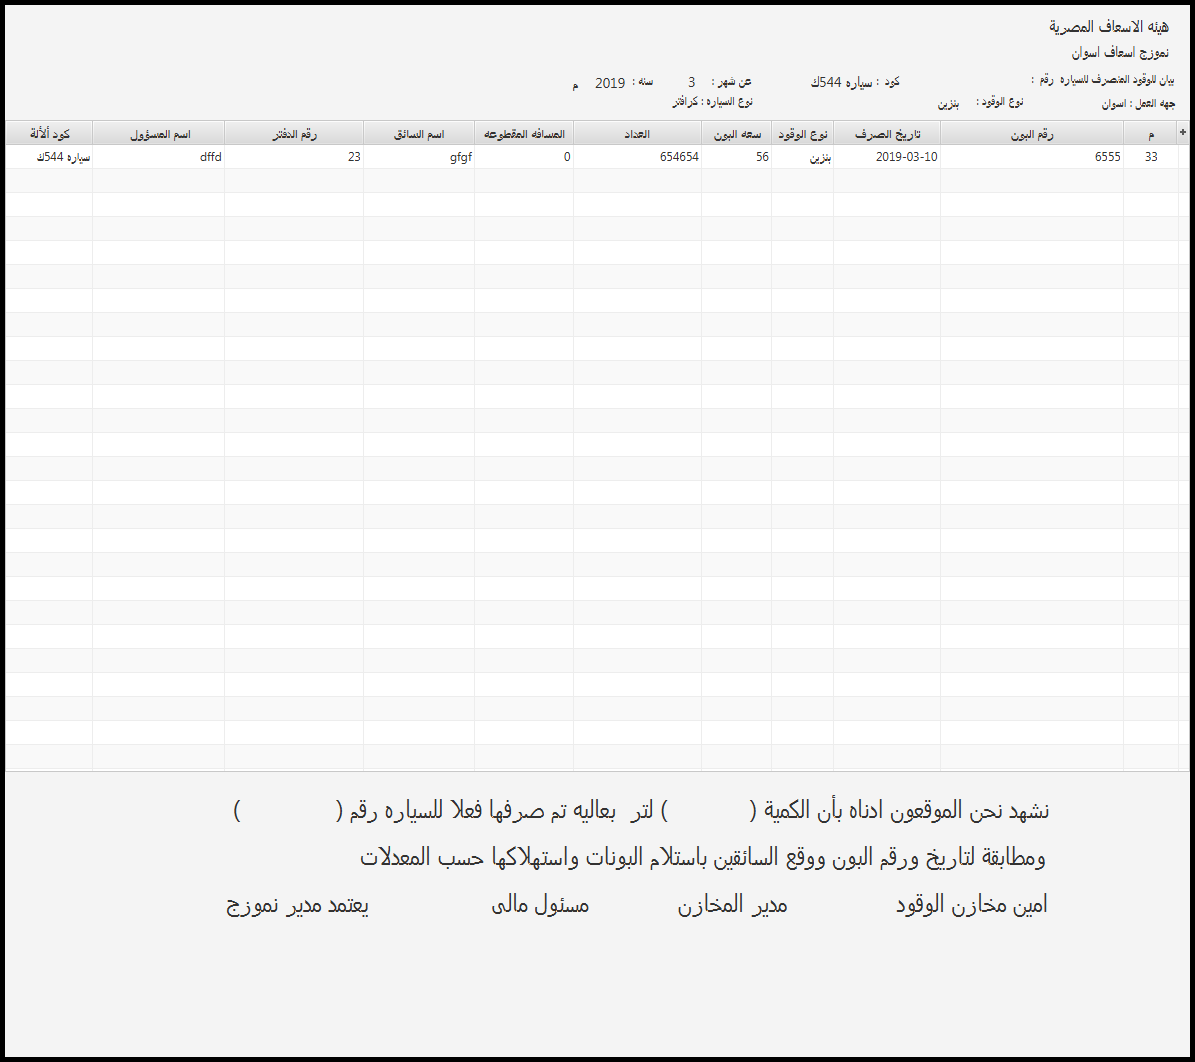 هيئه الاسعاف المصرية
نموزج اسعاف اسوان
بيان للوقود المتصرف للسياره رقم : كود : سياره 544ك عن شهر : 3 سنه : 2019 م
جهه العمل : اسوان نوع الوقود : بنزين نوع السياره : كرافتر
+ م رقم البون تاريخ الصرف نوع الوقود سعه البون العداد المسافه المقطوعه اسم السائق رقم الدفتر اسم المسؤول كود ألألة
33 6555 2019-03-10 بنزين 56 654654 0 gfgf 23 dffd سياره 544ك
نشهد نحن الموقعون ادناه بأن الكمية ( ) لتر بعاليه تم صرفها فعلا للسياره رقم ( )
ومطابقة لتاريخ ورقم البون ووقع السائقين باستلام البونات واستهلاكها حسب المعدلات
امين مخازن الوقود مدير المخازن مسئول مالى يعتمد مدير نموزج